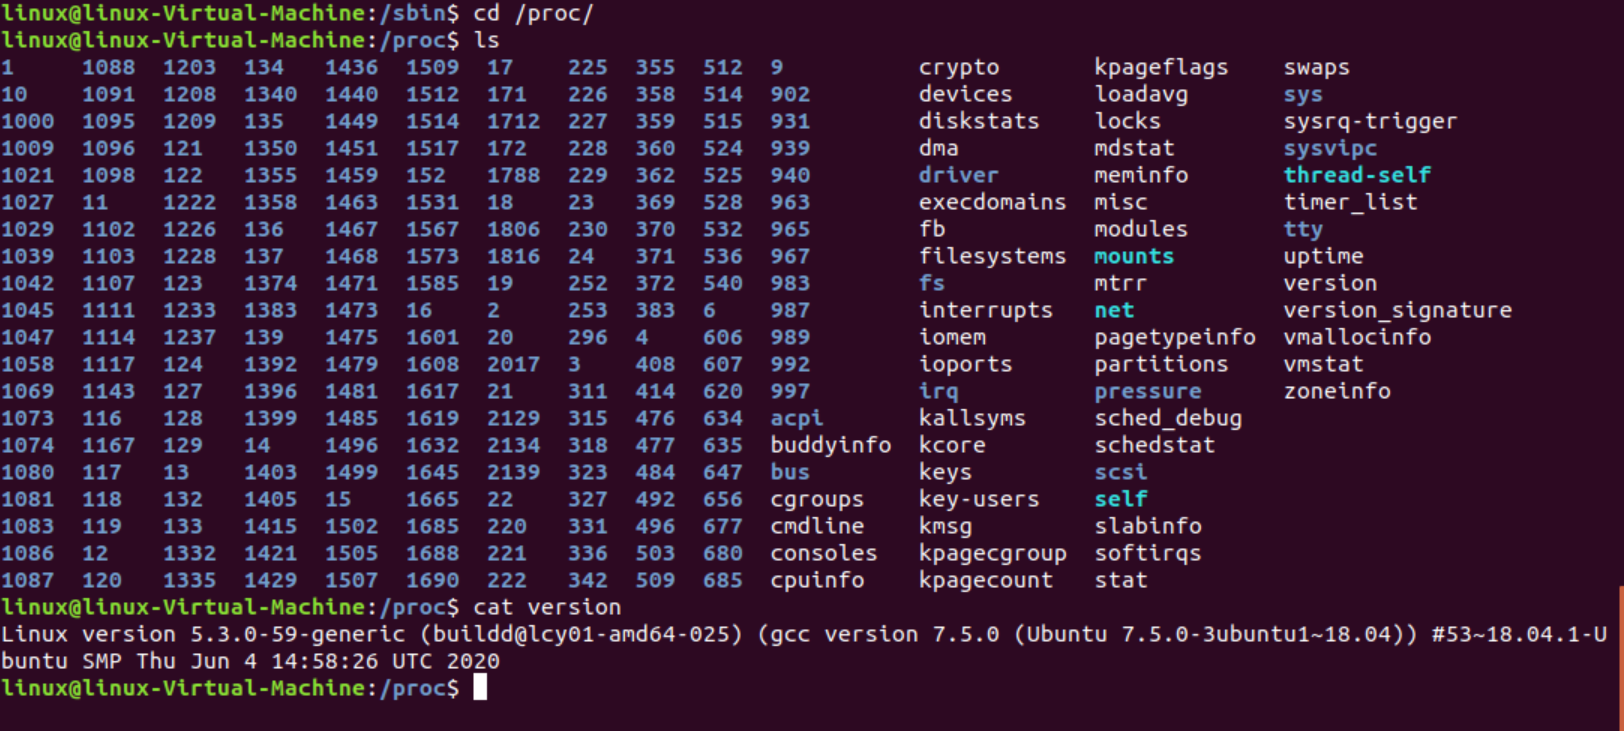 linux@linux-Virtual-Machine:/sbin$ cd /proc/
linux@linux-Virtual-Machine:/proc$ ls
1 1088 1203 134 1436 1509 17 225 355 512 9 crypto kpageflags swaps
10 1091 1208 1340 1440 1512 171 226 358 514 902 devices loadavg sys
1000 1095 1209 135 1449 1514 1712 227 359 515 931 diskstats locks sysrq-trigger
1009 1096 121 1350 1451 1517 172 228 360 524 939 dma mdstat sysvipc
1021 1098 122 1355 1459 152 1788 229 362 525 940 driver meminfo thread-self
1027 11 1222 1358 1463 1531 18 23 369 528 963 execdomains misc timer_list
1029 1102 1226 136 1467 1567 1806 230 370 532 965 fb modules tty
1039 1103 1228 137 1468 1573 1816 24 371 536 967 filesystems mounts uptime
1042 1107 123 1374 1471 1585 19 252 372 540 983 fs mtrr version
1045 1111 1233 1383 1473 16 2 253 383 6 987 interrupts net version_signature
1047 1114 1237 139 1475 1601 20 296 4 606 989 iomem pagetypeinfo vmallocinfo
1058 1117 124 1392 1479 1608 2017 3 408 607 992 ioports partitions vmstat
1069 1143 127 1396 1481 1617 21 311 414 620 997 irq pressure zoneinfo
1073 116 128 1399 1485 1619 2129 315 476 634 acpi kallsyms sched_debug
1074 1167 129 14 1496 1632 2134 318 477 635 buddyinfo kcore schedstat
1080 117 13 1403 1499 1645 2139 323 484 647 bus keys scsi
1081 118 132 1405 15 1665 22 327 492 656 cgroups key-users self
1083 119 133 1415 1502 1685 220 331 496 677 cmdline kmsg slabinfo
1086 12 1332 1421 1505 1688 221 336 503 680 consoles kpagecgroup softirqs
1087 120 1335 1429 1507 1690 222 342 509 685 cpuinfo kpagecount stat
linux@linux-Virtual-Machine:/proc$ cat version
Linux version 5.3.0-59-generic (buildd@lcy01-amd64-025) (gcc version 7.5.0 (Ubuntu 7.5.0-3ubuntu1~18.04)) #53~18.04.1-U
buntu SMP Thu Jun 4 14:58:26 UTC 2020
linux@linux-Virtual-Machine:/proc$